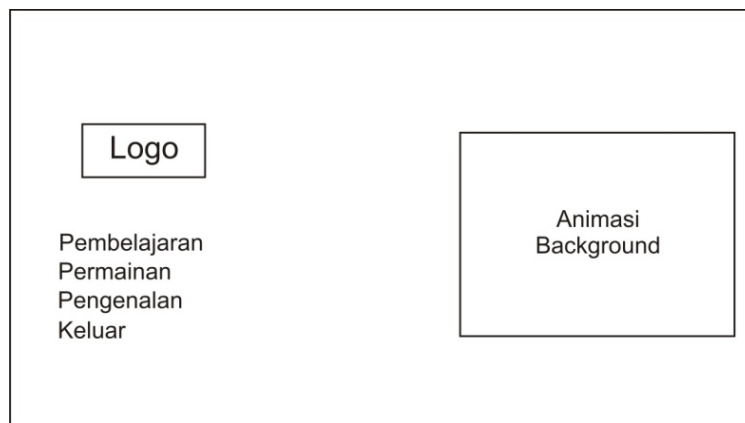 Logo
Pembelajaran
Permainan
Pengenalan
Keluar
Animasi
Background